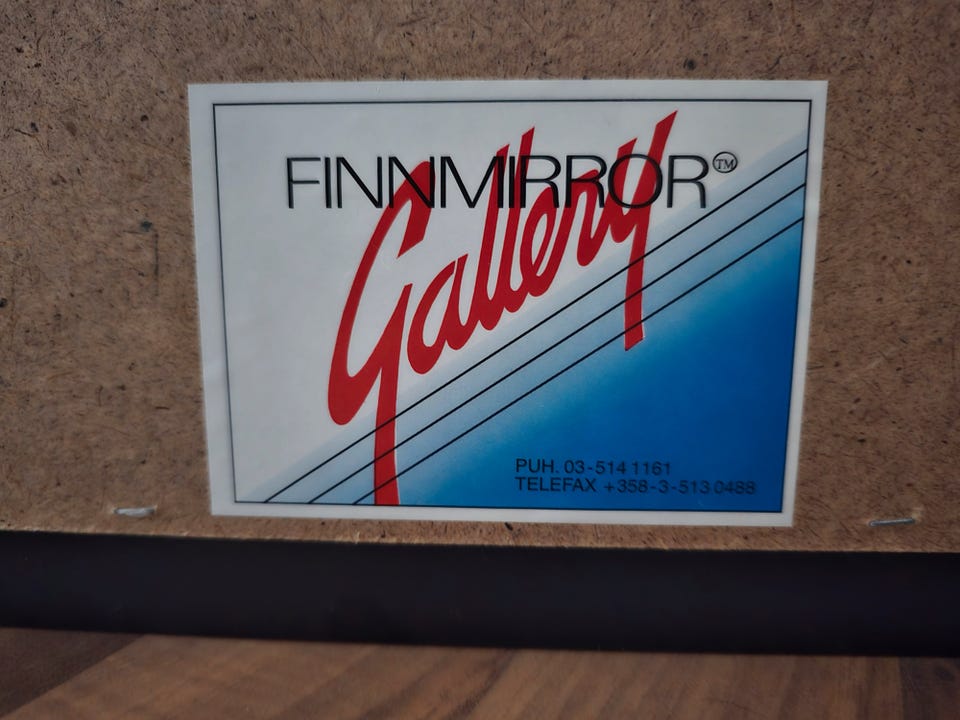 FINNMIRROR™
Gallery
PUH. 03-514 1161
TELEFAX +358-3-513 0488